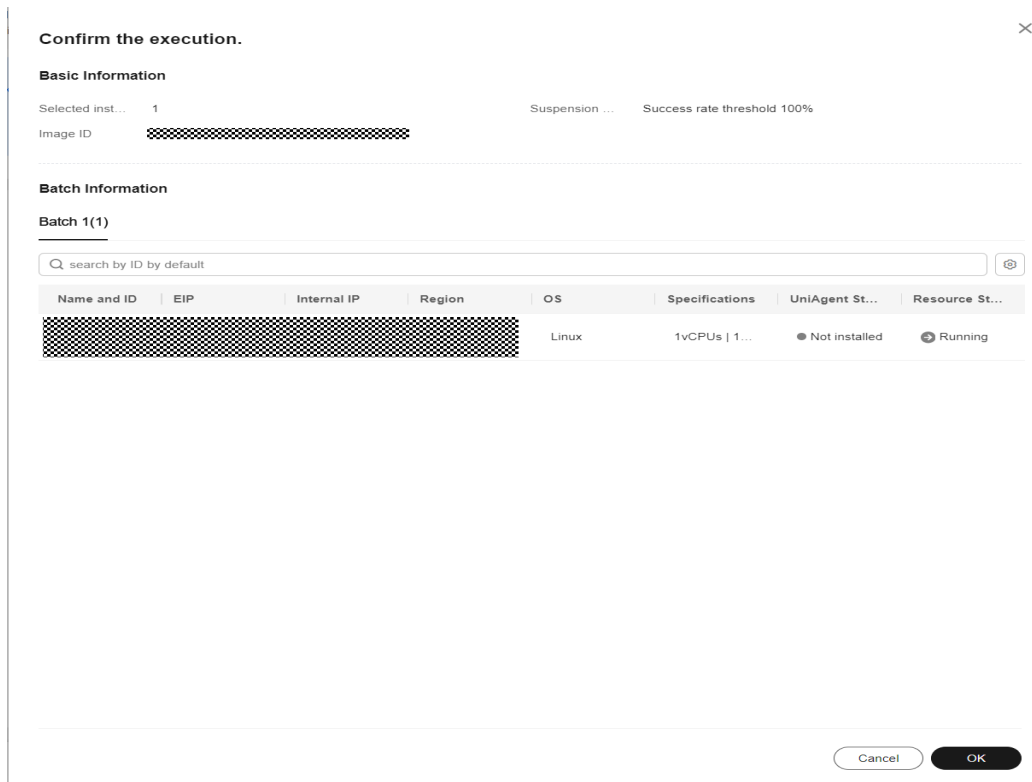 Confirm the execution.
Basic Information
Selected inst... 1 Suspension ... Success rate threshold 100%
Image ID
Batch Information
Batch 1(1)
search by ID by default
Name and ID EIP Internal IP Region OS Specifications UniAgent St... Resource St...
Linux 1vCPUs | 1... Not installed Running
Cancel OK